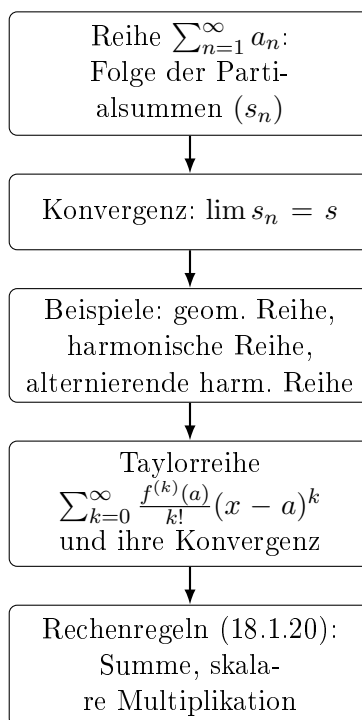 Reihe $\sum_{n=1}^{\infty} a_n$:
Folge der Parti-
alsummen $(s_n)$
Konvergenz: $\lim s_n = s$
Beispiele: geom. Reihe,
harmonische Reihe,
alternierende harm. Reihe
Taylorreihe
$\sum_{k=0}^{\infty} \frac{f^{(k)}(a)}{k!}(x-a)^k$
und ihre Konvergenz
Rechenregeln (18.1.20):
Summe, skala-
re Multiplikation